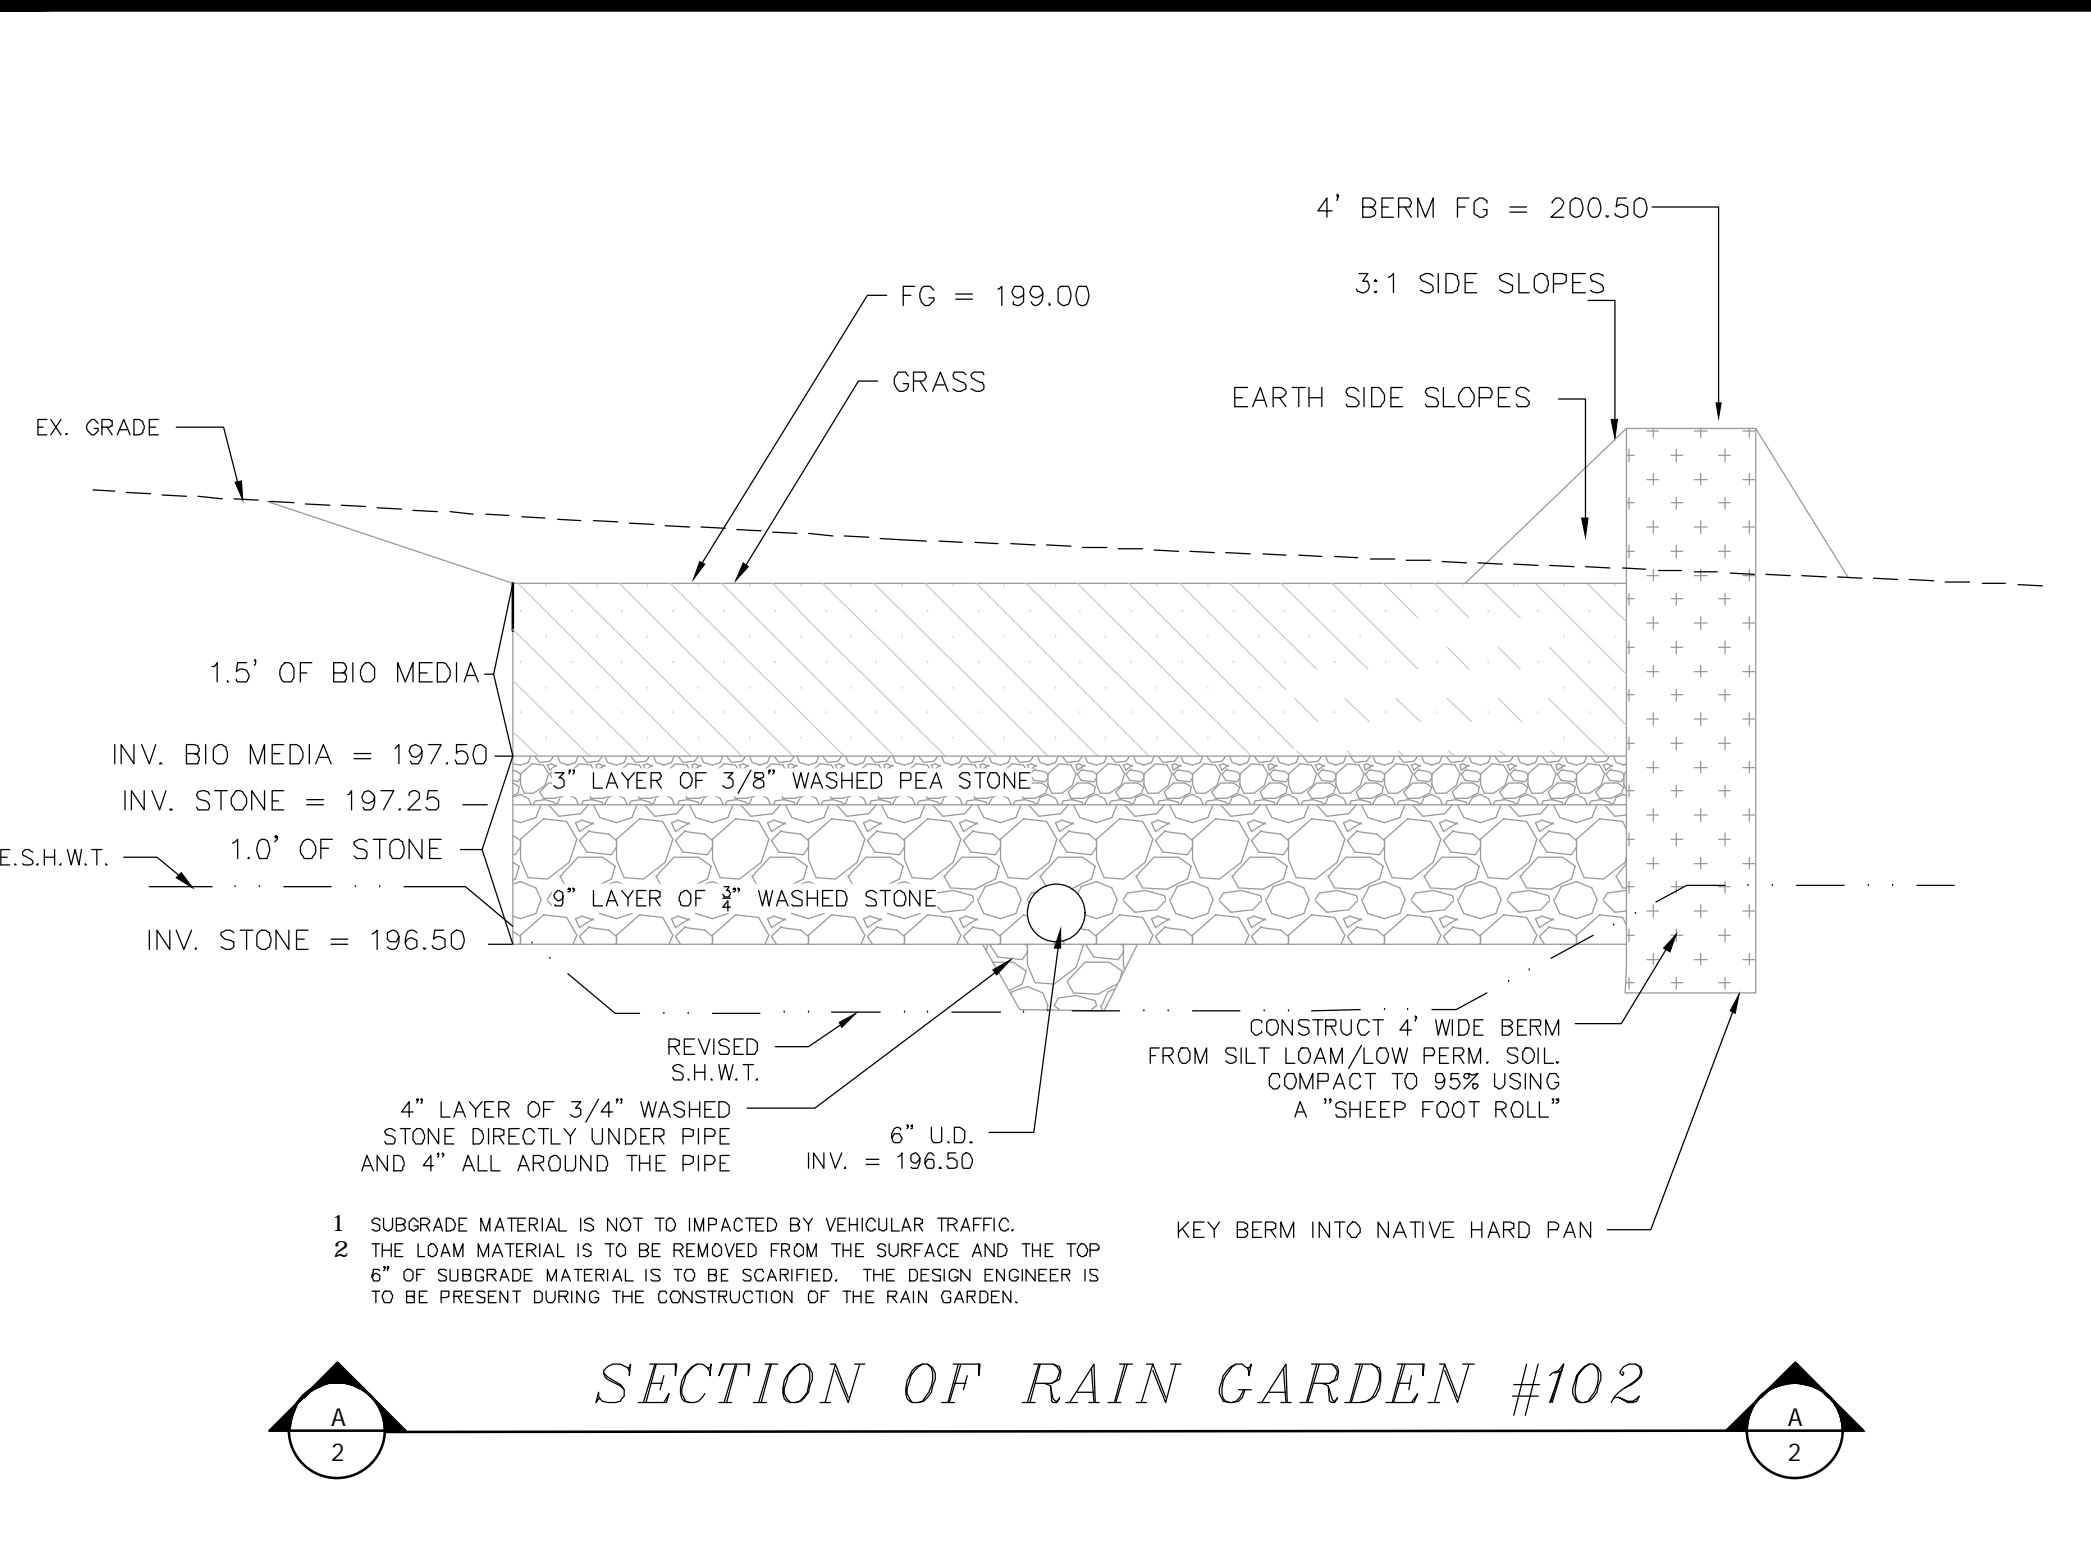 4' BERM FG = 200.50
3:1 SIDE SLOPES
FG = 199.00
GRASS
EARTH SIDE SLOPES
EX. GRADE
1.5' OF BIO MEDIA
INV. BIO MEDIA = 197.50
3" LAYER OF 3/8" WASHED PEA STONE
INV. STONE = 197.25
1.0' OF STONE
E.S.H.W.T.
9" LAYER OF 3/4" WASHED STONE
INV. STONE = 196.50
REVISED
S.H.W.T.
CONSTRUCT 4' WIDE BERM
FROM SILT LOAM/LOW PERM. SOIL.
COMPACT TO 95% USING
A "SHEEP FOOT ROLL"
4" LAYER OF 3/4" WASHED
STONE DIRECTLY UNDER PIPE
AND 4" ALL AROUND THE PIPE
6" U.D.
INV. = 196.50
KEY BERM INTO NATIVE HARD PAN
1 SUBGRADE MATERIAL IS NOT TO IMPACTED BY VEHICULAR TRAFFIC.
2 THE LOAM MATERIAL IS TO BE REMOVED FROM THE SURFACE AND THE TOP
6" OF SUBGRADE MATERIAL IS TO BE SCARIFIED. THE DESIGN ENGINEER IS
TO BE PRESENT DURING THE CONSTRUCTION OF THE RAIN GARDEN.
SECTION OF RAIN GARDEN #102
A
2
A
2